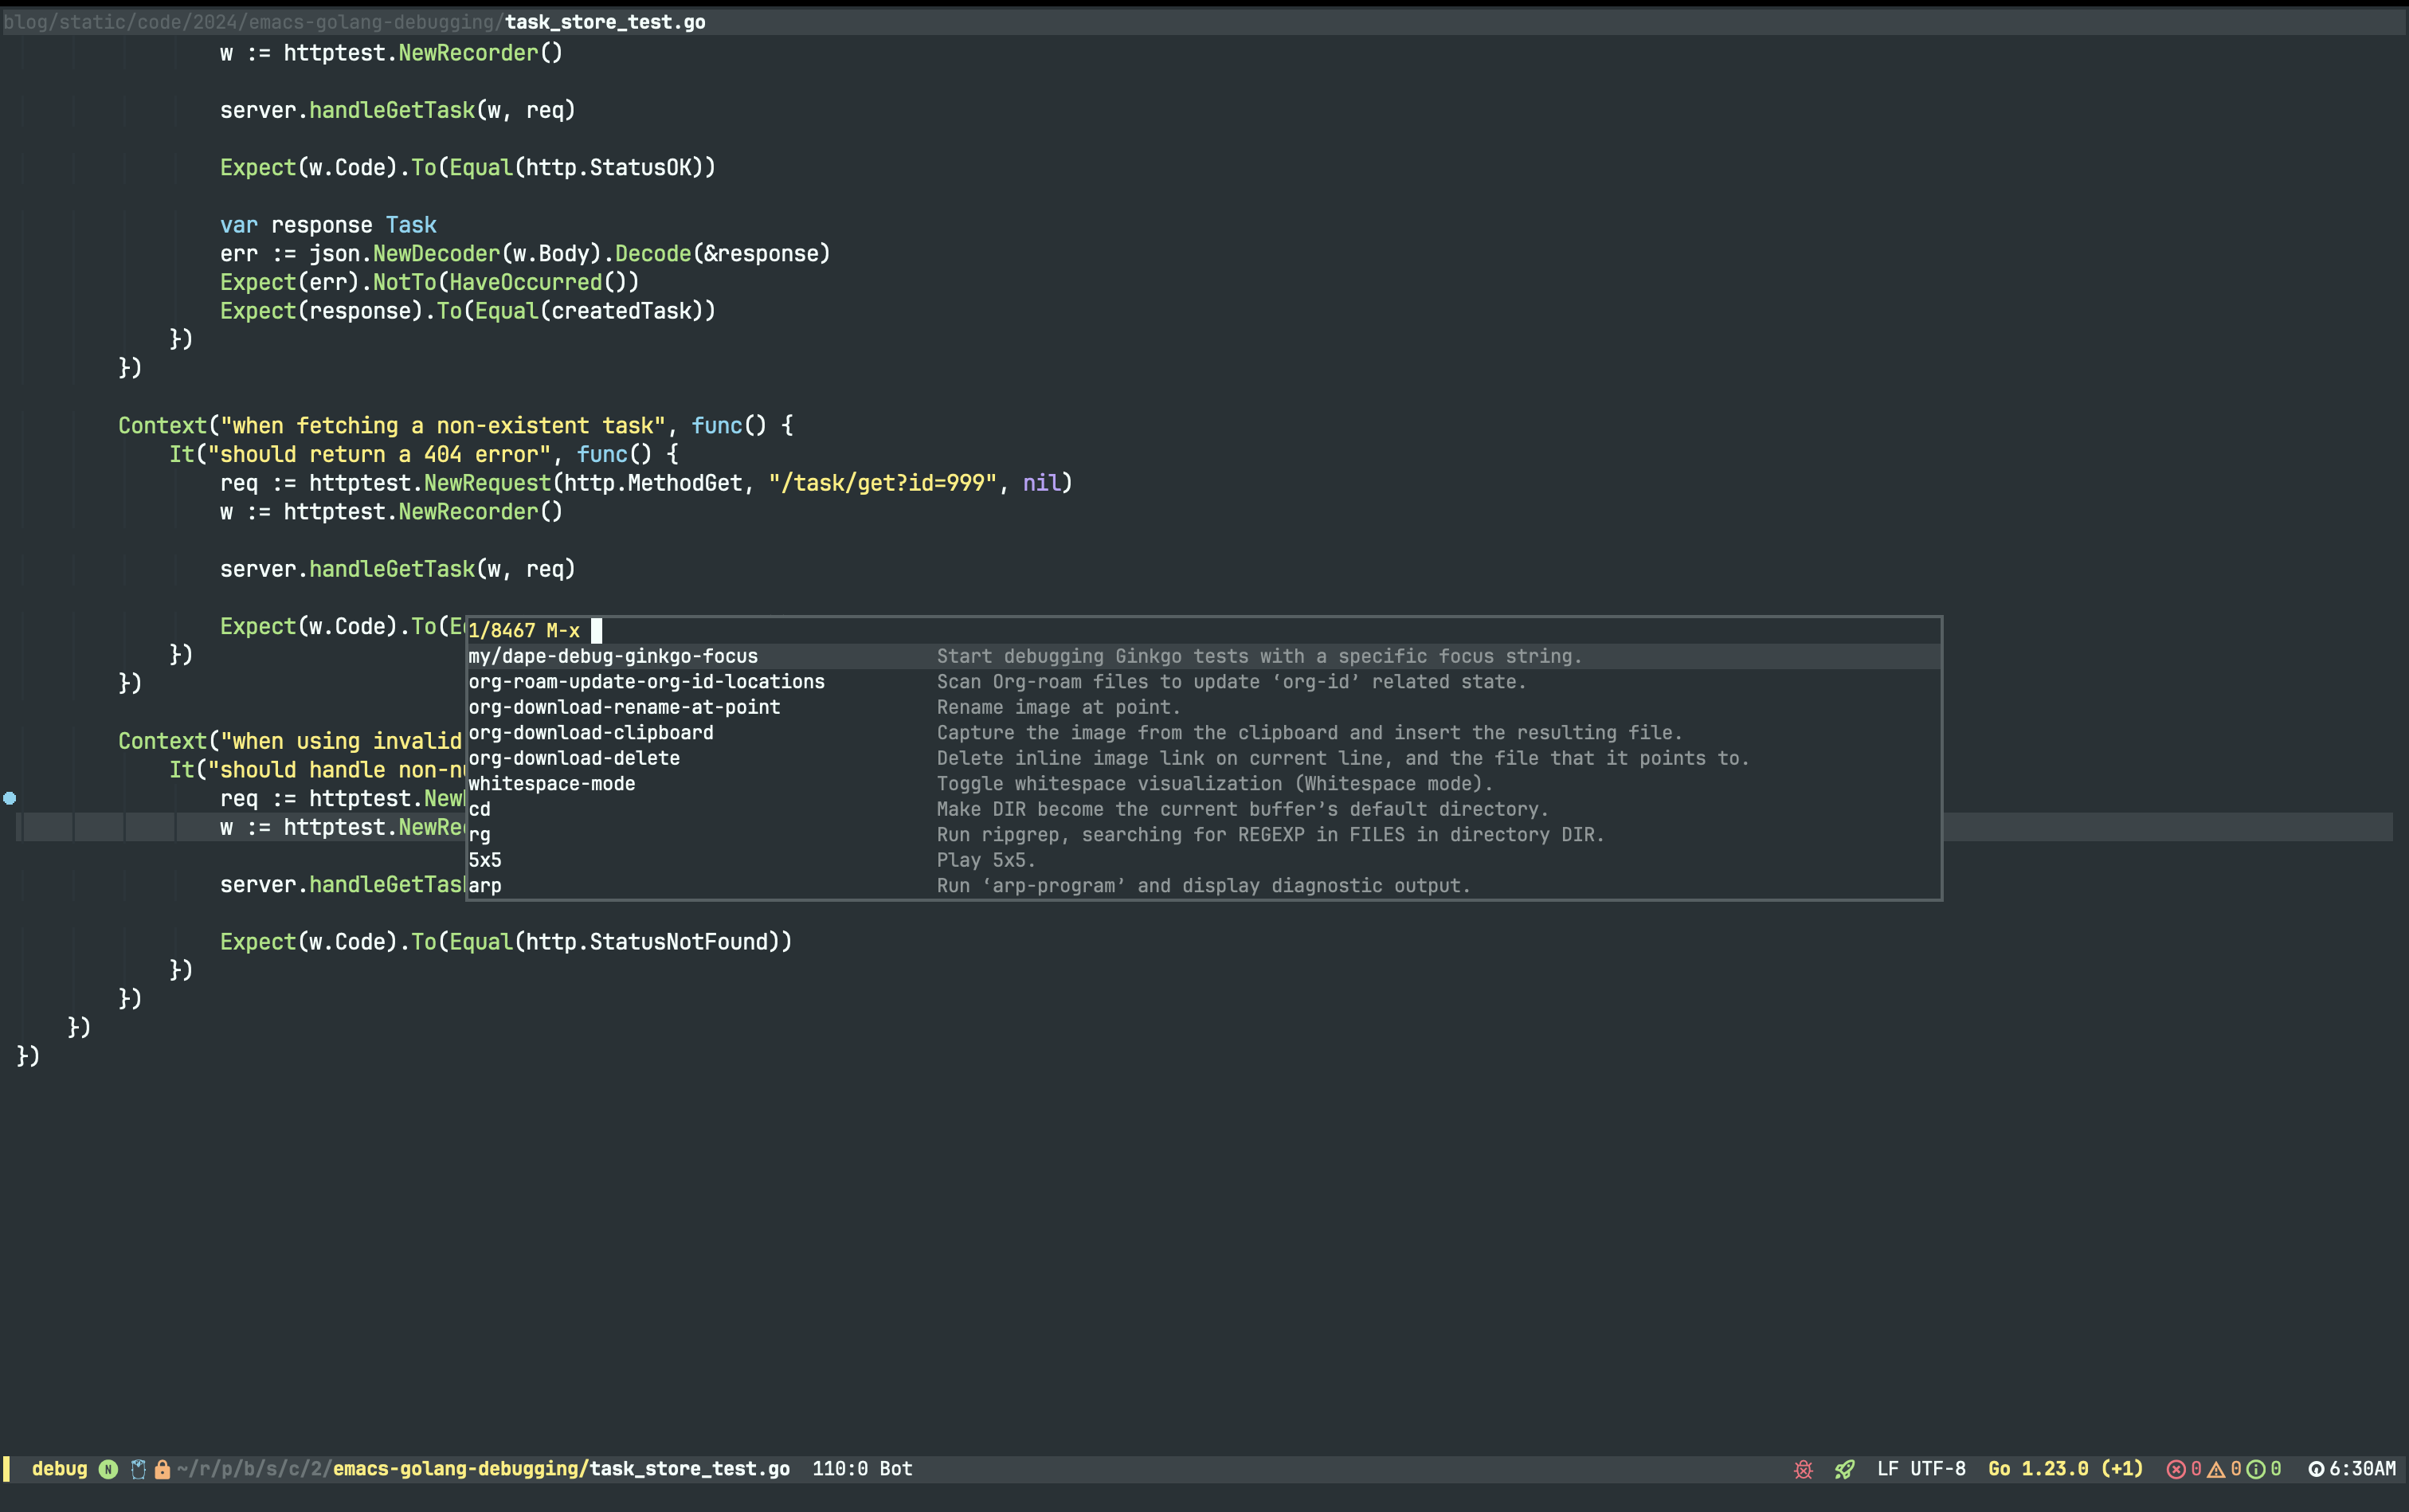 blog/static/code/2024/emacs-golang-debugging/task_store_test.go
w := httptest.NewRecorder()
server.handleGetTask(w, req)
Expect(w.Code).To(Equal(http.StatusOK))
var response Task
err := json.NewDecoder(w.Body).Decode(&response)
Expect(err).NotTo(HaveOccurred())
Expect(response).To(Equal(createdTask))
})
})
Context("when fetching a non-existent task", func() {
It("should return a 404 error", func() {
req := httptest.NewRequest(http.MethodGet, "/task/get?id=999", nil)
w := httptest.NewRecorder()
server.handleGetTask(w, req)
Expect(w.Code).To(E
})
})
Context("when using invalid
It("should handle non-n
req := httptest.New
w := httptest.NewRe
server.handleGetTas
1/8467 M-x
my/dape-debug-ginkgo-focus Start debugging Ginkgo tests with a specific focus string.
org-roam-update-org-id-locations Scan Org-roam files to update ‘org-id’ related state.
org-download-rename-at-point Rename image at point.
org-download-clipboard Capture the image from the clipboard and insert the resulting file.
org-download-delete Delete inline image link on current line, and the file that it points to.
whitespace-mode Toggle whitespace visualization (Whitespace mode).
cd Make DIR become the current buffer’s default directory.
rg Run ripgrep, searching for REGEXP in FILES in directory DIR.
5x5 Play 5x5.
arp Run ‘arp-program’ and display diagnostic output.
Expect(w.Code).To(Equal(http.StatusNotFound))
})
})
})
})
debug N ~/r/p/b/s/c/2/emacs-golang-debugging/task_store_test.go 110:0 Bot LF UTF-8 Go 1.23.0 (+1) 0 0 0 6:30AM